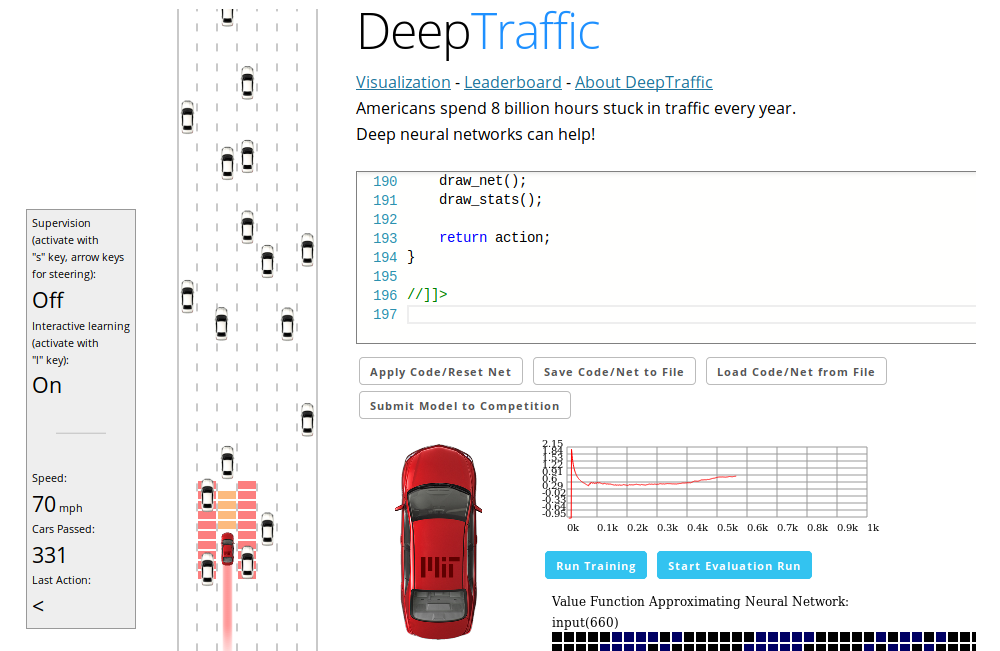 DeepTraffic
Visualization - Leaderboard - About DeepTraffic
Americans spend 8 billion hours stuck in traffic every year.
Deep neural networks can help!
190 draw_net();
191 draw_stats();
192
193 return action;
194 }
195
196 //]]>
197
Supervision
(activate with
"s" key, arrow keys
for steering):
Off
Interactive learning
(activate with
"l" key):
On
Speed:
70 mph
Cars Passed:
331
Last Action:
<
Apply Code/Reset Net
Save Code/Net to File
Load Code/Net from File
Submit Model to Competition
MIT
2.15
1.84
1.53
1.22
0.91
0.6
0.29
-0.02
-0.33
-0.64
-0.95
0k 0.1k 0.2k 0.3k 0.4k 0.5k 0.6k 0.7k 0.8k 0.9k 1k
Run Training
Start Evaluation Run
Value Function Approximating Neural Network:
input(660)